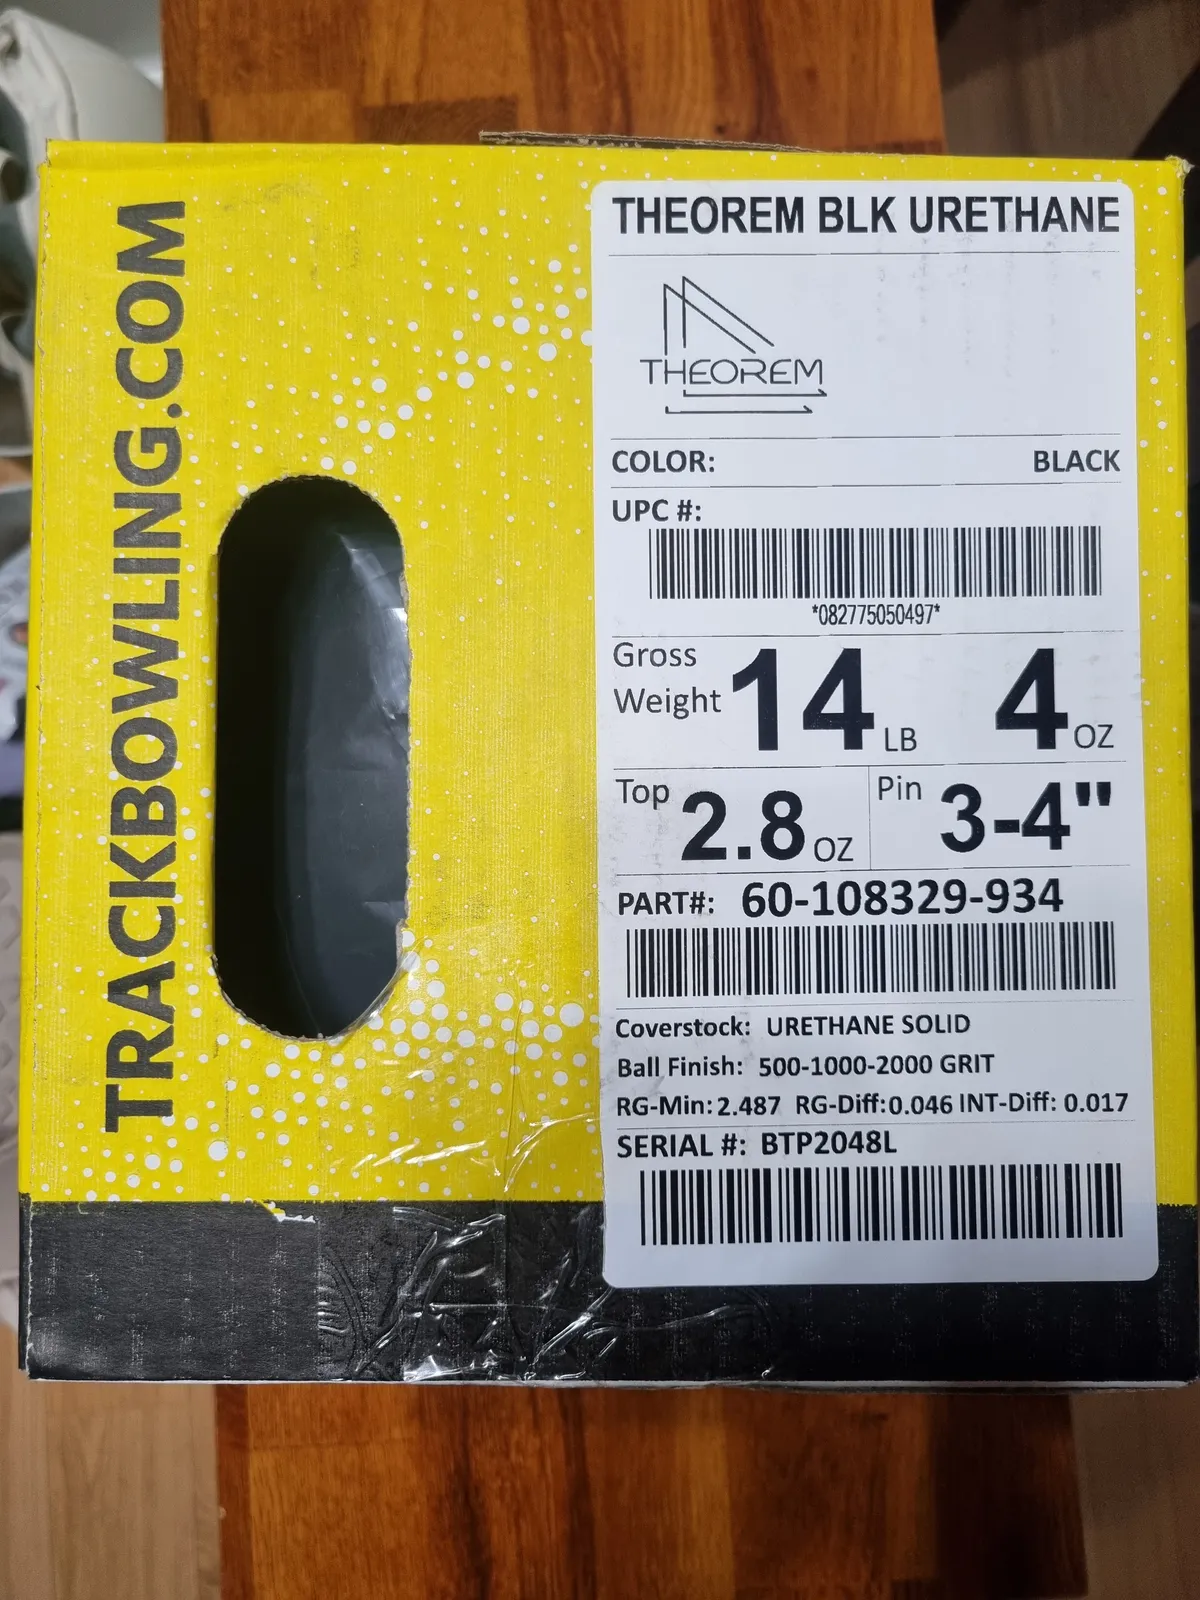 TRACKBOWLING.COM
THEOREM BLK URETHANE
THEOREM
COLOR: BLACK
UPC #:
*082775050497*
Gross Weight 14 LB 4 OZ
Top 2.8 OZ Pin 3-4"
PART#: 60-108329-934
Coverstock: URETHANE SOLID
Ball Finish: 500-1000-2000 GRIT
RG-Min: 2.487 RG-Diff: 0.046 INT-Diff: 0.017
SERIAL #: BTP2048L